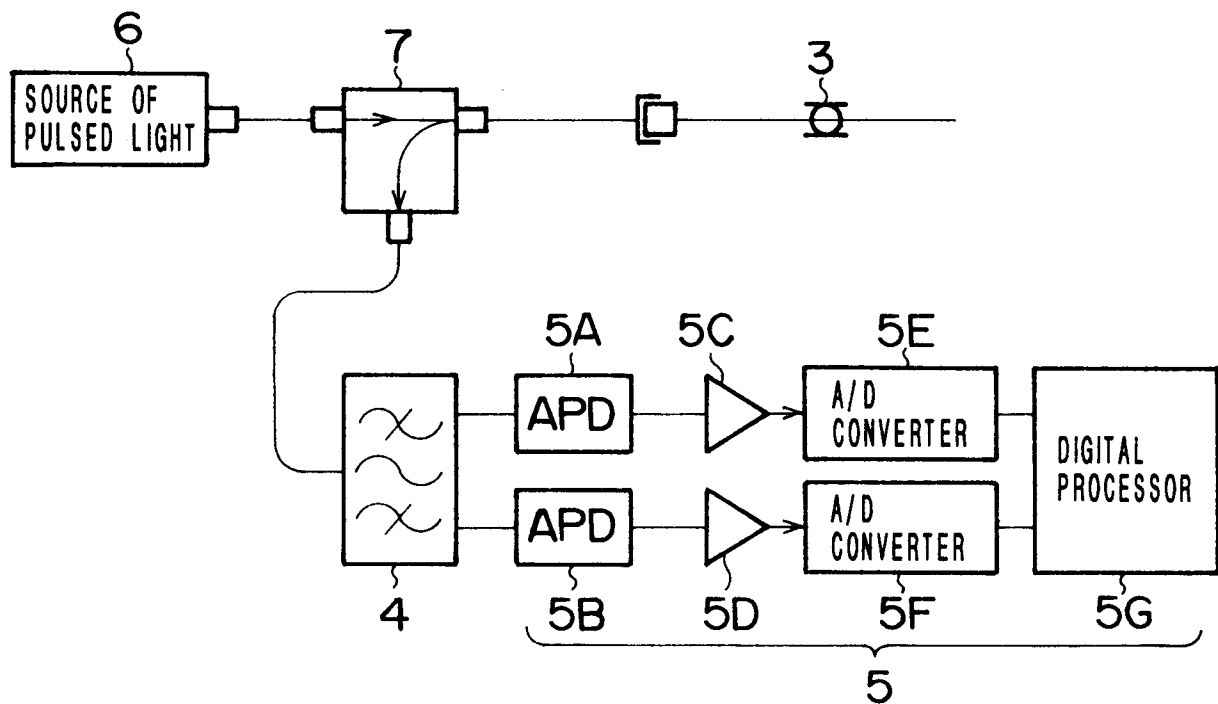 6
7
3
SOURCE OF
PULSED LIGHT
5A
5C
5E
APD
A/D
CONVERTER
DIGITAL
PROCESSOR
APD
A/D
CONVERTER
4
5B
5D
5F
5G
5